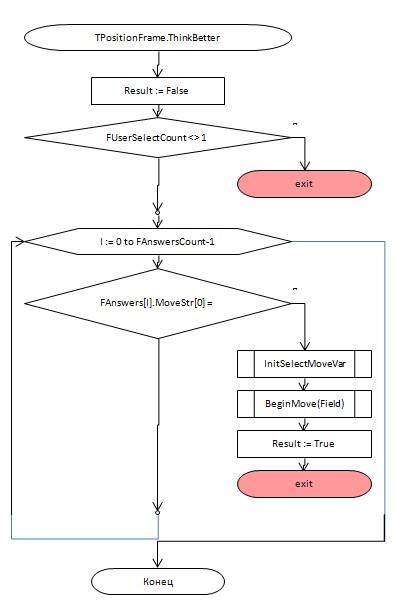 TPositionFrame.ThinkBetter
Result := False
FUserSelectCount<>1
exit
I := 0 to FAnswersCount-1
FAnswers[I].MoveStr[0]=
InitSelectMoveVar
BeginMove(Field)
Result := True
exit
Конец